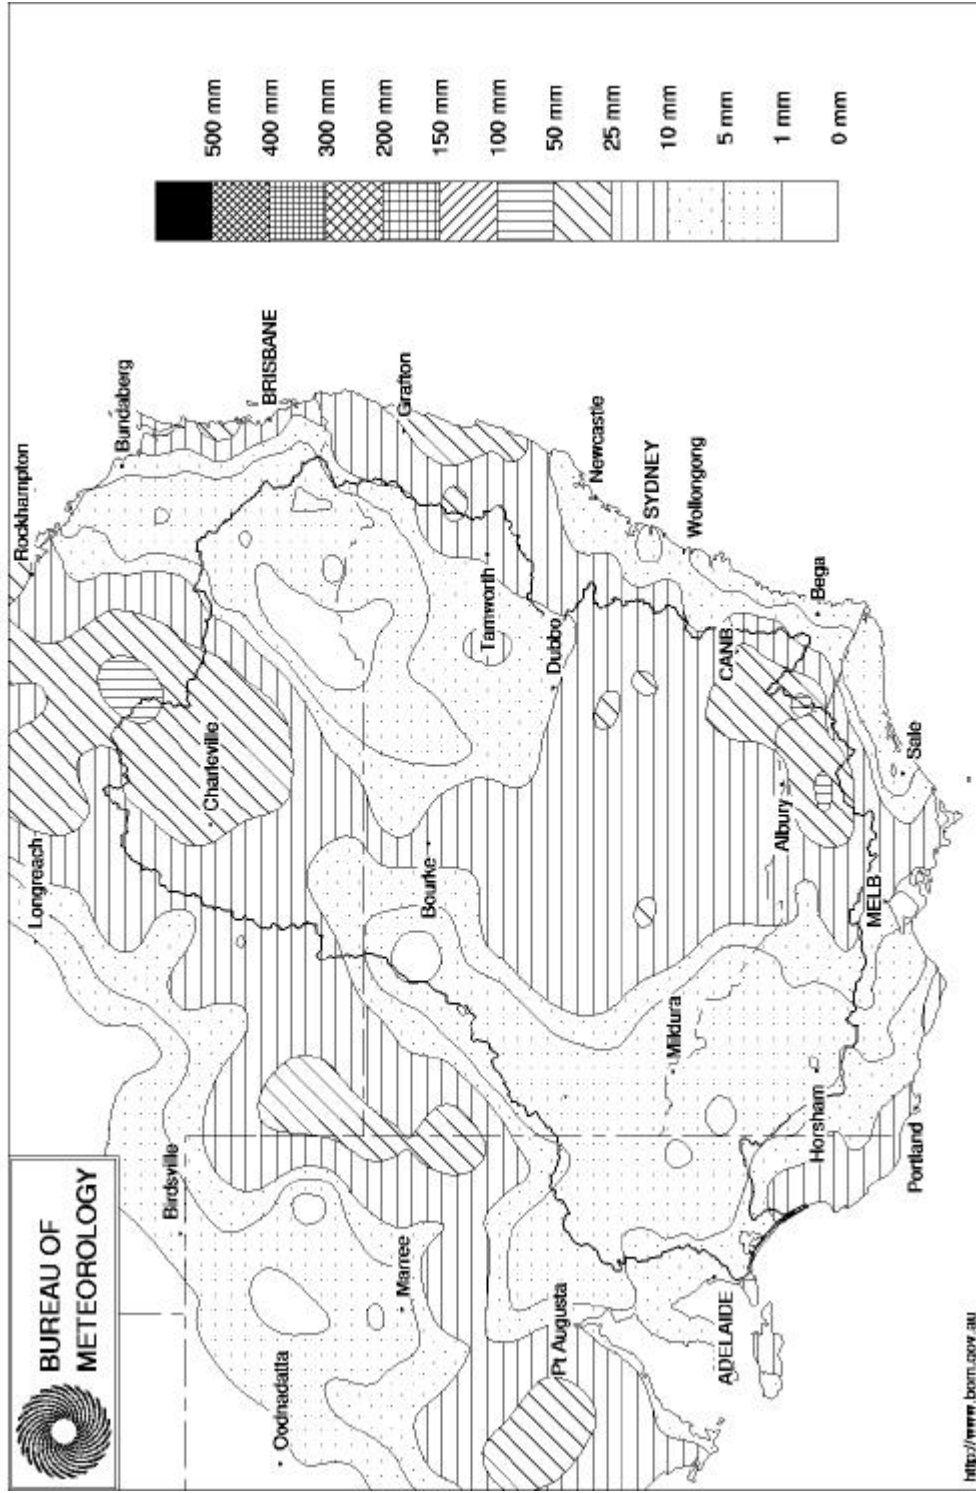 BUREAU OF
METEOROLOGY
500 mm
400 mm
300 mm
200 mm
150 mm
100 mm
50 mm
25 mm
10 mm
5 mm
1 mm
0 mm
Rockhampton
Longreach
Bundaberg
Birdsville
Charleville
BRISBANE
Oodnadatta
Marree
Bourke
Grafton
Tamworth
Dubbo
Pt Augusta
Newcastle
SYDNEY
Mildura
Wollongong
ADELAIDE
CANB
Albury
Horsham
Bega
MELB
Portland
Sale
http://www.bom.gov.au